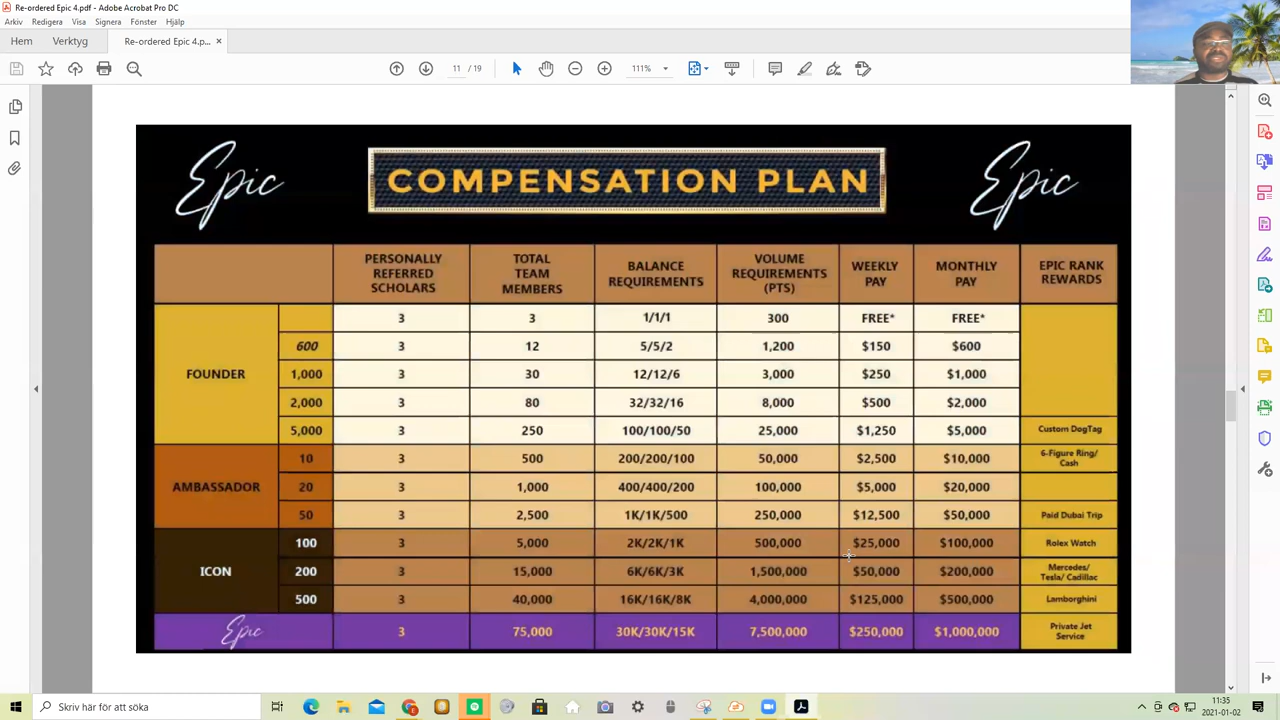 Re-ordered Epic 4.pdf - Adobe Acrobat Pro DC
Arkiv Redigera Visa Signera Fönster Hjälp
Hem Verktyg Re-ordered Epic 4.p... ×
11 / 19 111%
Epic COMPENSATION PLAN Epic
PERSONALLY REFERRED SCHOLARS TOTAL TEAM MEMBERS BALANCE REQUIREMENTS VOLUME REQUIREMENTS (PTS) WEEKLY PAY MONTHLY PAY EPIC RANK REWARDS
3 3 1/1/1 300 FREE* FREE*
600 3 12 5/5/2 1,200 $150 $600
FOUNDER 1,000 3 30 12/12/6 3,000 $250 $1,000
2,000 3 80 32/32/16 8,000 $500 $2,000
5,000 3 250 100/100/50 25,000 $1,250 $5,000 Custom DogTag
10 3 500 200/200/100 50,000 $2,500 $10,000 6-Figure Ring/ Cash
AMBASSADOR 20 3 1,000 400/400/200 100,000 $5,000 $20,000
50 3 2,500 1K/1K/500 250,000 $12,500 $50,000 Paid Dubai Trip
100 3 5,000 2K/2K/1K 500,000 $25,000 $100,000 Rolex Watch
ICON 200 3 15,000 6K/6K/3K 1,500,000 $50,000 $200,000 Mercedes/ Tesla/ Cadillac
500 3 40,000 16K/16K/8K 4,000,000 $125,000 $500,000 Lamborghini
Epic 3 75,000 30K/30K/15K 7,500,000 $250,000 $1,000,000 Private Jet Service
Skriv här för att söka
11:35
2021-01-02